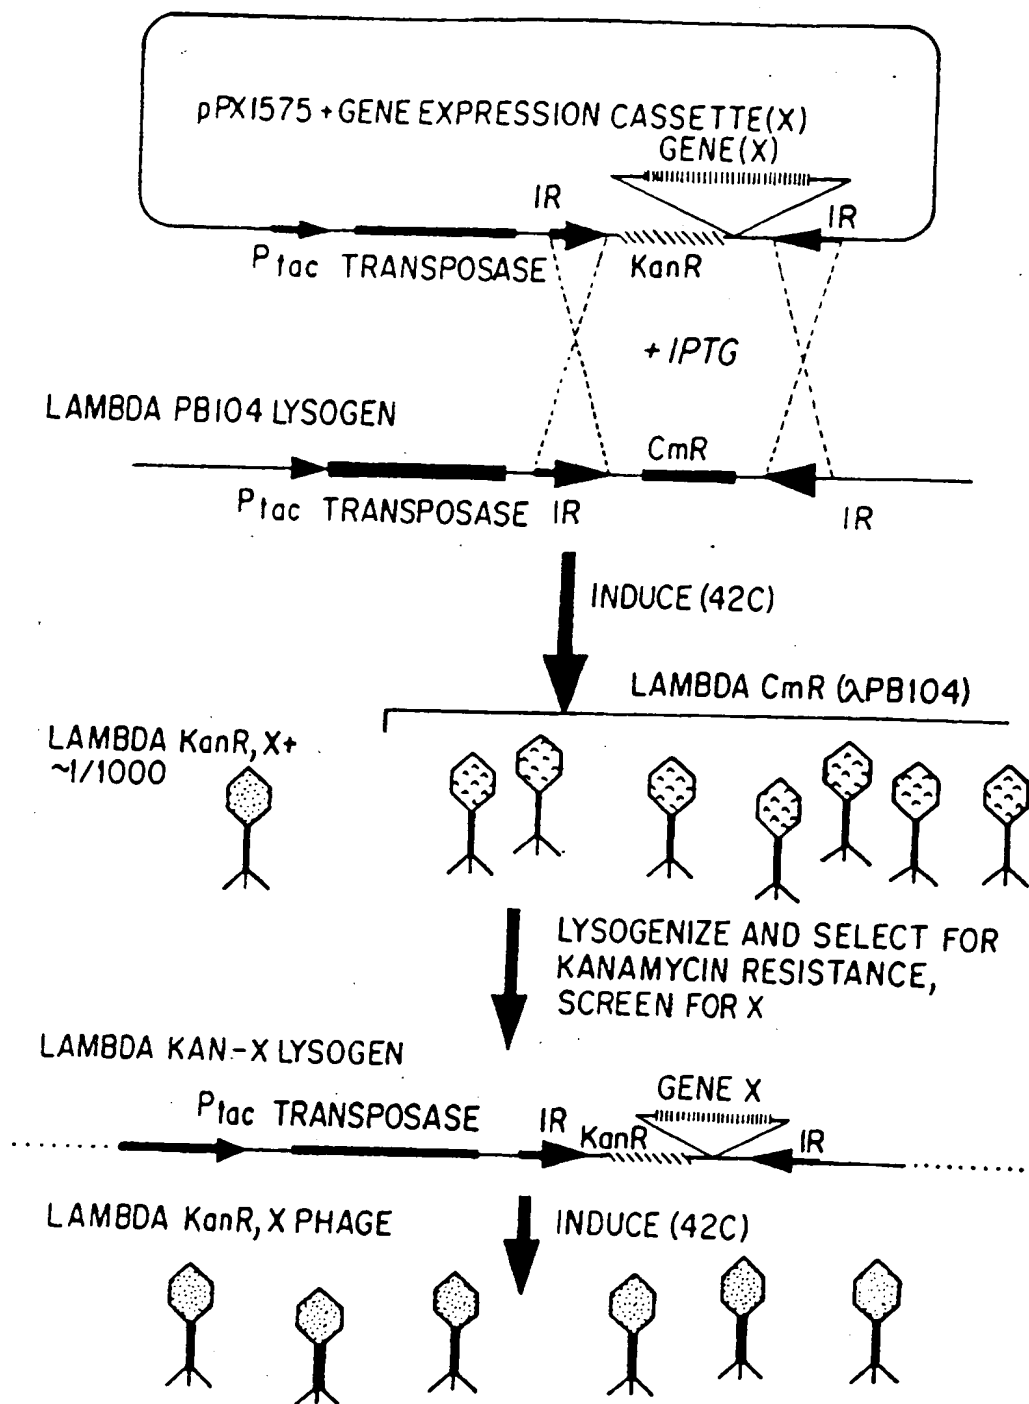 pPX1575 + GENE EXPRESSION CASSETTE(X)
GENE(X)
IR
IR
Ptac TRANSPOSASE
KanR
+ IPTG
LAMBDA PB104 LYSOGEN
CmR
Ptac TRANSPOSASE IR
IR
INDUCE (42C)
LAMBDA CmR (λPB104)
LAMBDA KanR, X+
~1/1000
LYSOGENIZE AND SELECT FOR
KANAMYCIN RESISTANCE,
SCREEN FOR X
LAMBDA KAN-X LYSOGEN
GENE X
Ptac TRANSPOSASE
IR
KanR
IR
LAMBDA KanR, X PHAGE
INDUCE (42C)